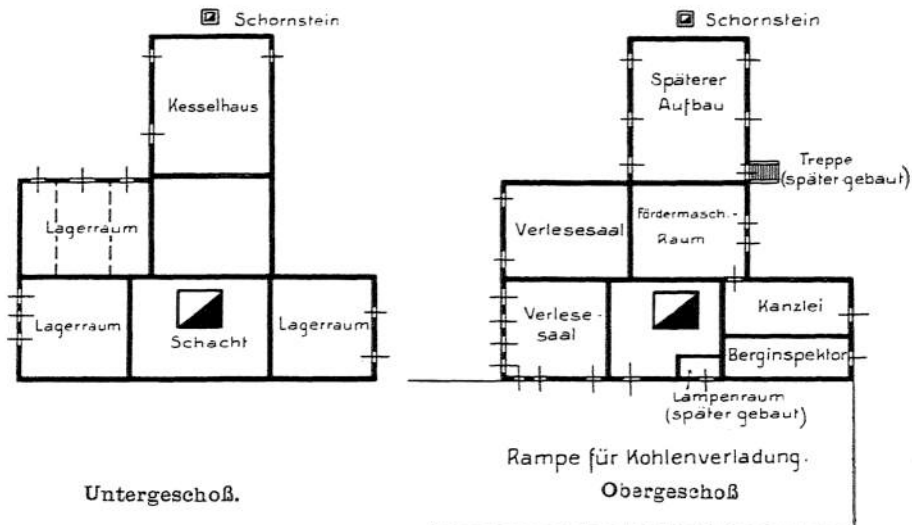 Schornstein
Kesselhaus
Lagerraum
Lagerraum
Schacht
Lagerraum
Untergeschoß.
Schornstein
Späterer
Aufbau
Treppe
(später gebaut)
Verlesesaal
Fördermasch.-
Raum
Verlese-
saal
Kanzlei
Berginspektor
Lampenraum
(später gebaut)
Rampe für Kohlenverladung.
Obergeschoß